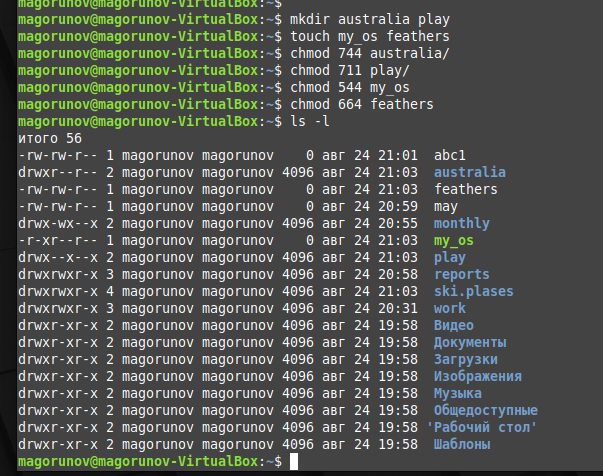 magorunov@magorunov-VirtualBox:~$
magorunov@magorunov-VirtualBox:~$ mkdir australia play
magorunov@magorunov-VirtualBox:~$ touch my_os feathers
magorunov@magorunov-VirtualBox:~$ chmod 744 australia/
magorunov@magorunov-VirtualBox:~$ chmod 711 play/
magorunov@magorunov-VirtualBox:~$ chmod 544 my_os
magorunov@magorunov-VirtualBox:~$ chmod 664 feathers
magorunov@magorunov-VirtualBox:~$ ls -l
итого 56
-rw-rw-r-- 1 magorunov magorunov    0 авг 24 21:01  abc1
drwxr--r-- 2 magorunov magorunov 4096 авг 24 21:03  australia
-rw-rw-r-- 1 magorunov magorunov    0 авг 24 21:03  feathers
-rw-rw-r-- 1 magorunov magorunov    0 авг 24 20:59  may
drwx-wx--x 2 magorunov magorunov 4096 авг 24 20:55  monthly
-r-xr--r-- 1 magorunov magorunov    0 авг 24 21:03  my_os
drwx--x--x 2 magorunov magorunov 4096 авг 24 21:03  play
drwxrwxr-x 3 magorunov magorunov 4096 авг 24 20:58  reports
drwxrwxr-x 4 magorunov magorunov 4096 авг 24 21:03  ski.plases
drwxrwxr-x 3 magorunov magorunov 4096 авг 24 20:31  work
drwxr-xr-x 2 magorunov magorunov 4096 авг 24 19:58  Видео
drwxr-xr-x 2 magorunov magorunov 4096 авг 24 19:58  Документы
drwxr-xr-x 2 magorunov magorunov 4096 авг 24 19:58  Загрузки
drwxr-xr-x 2 magorunov magorunov 4096 авг 24 19:58  Изображения
drwxr-xr-x 2 magorunov magorunov 4096 авг 24 19:58  Музыка
drwxr-xr-x 2 magorunov magorunov 4096 авг 24 19:58  Общедоступные
drwxr-xr-x 2 magorunov magorunov 4096 авг 24 19:58 'Рабочий стол'
drwxr-xr-x 2 magorunov magorunov 4096 авг 24 19:58  Шаблоны
magorunov@magorunov-VirtualBox:~$